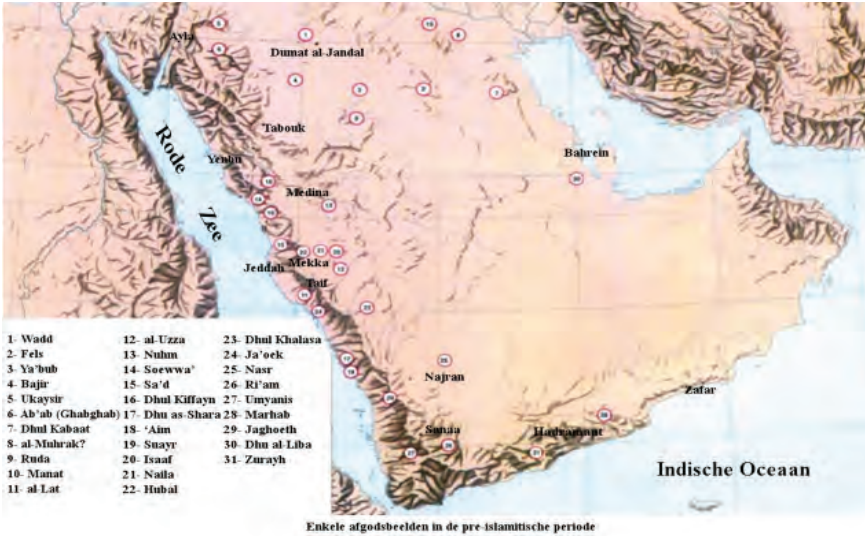 Ayla
Dumat al-Jandal
Tabouk
Rode
Zee
Yenbu
Medina
Bahrein
Jeddah
Mekka
Taif
Najran
Zafar
Sanaa
Hadramaut
Indische Oceaan
1- Wadd
2- Fels
3- Ya'bub
4- Bajir
5- Ukaysir
6- Ab'ab (Ghabghab)
7- Dhul Kabaat
8- al-Muhrak?
9- Ruda
10- Manat
11- al-Lat
12- al-Uzza
13- Nuhm
14- Soewwa'
15- Sa'd
16- Dhul Kiffayn
17- Dhu as-Shara
18- 'Aim
19- Suayr
20- Isaaf
21- Naila
22- Hubal
23- Dhul Khalasa
24- Ja'oek
25- Nasr
26- Ri'am
27- Umyanis
28- Marhab
29- Jaghoeth
30- Dhu al-Liba
31- Zurayh
Enkele afgodsbeelden in de pre-islamitische periode